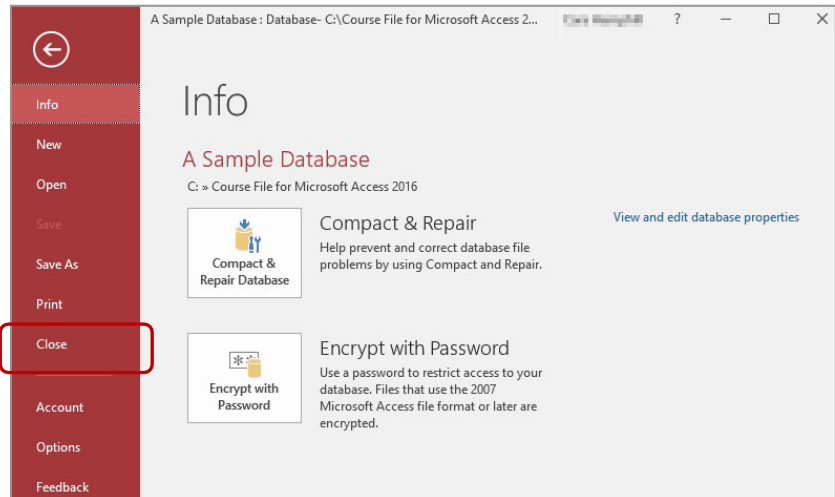 A Sample Database : Database- C:\Course File for Microsoft Access 2...
?
Info
New
Open
Save
Save As
Print
Close
Account
Options
Feedback
Info
A Sample Database
C: » Course File for Microsoft Access 2016
Compact &
Repair Database
Compact & Repair
Help prevent and correct database file
problems by using Compact and Repair.
View and edit database properties
Encrypt with
Password
Encrypt with Password
Use a password to restrict access to your
database. Files that use the 2007
Microsoft Access file format or later are
encrypted.